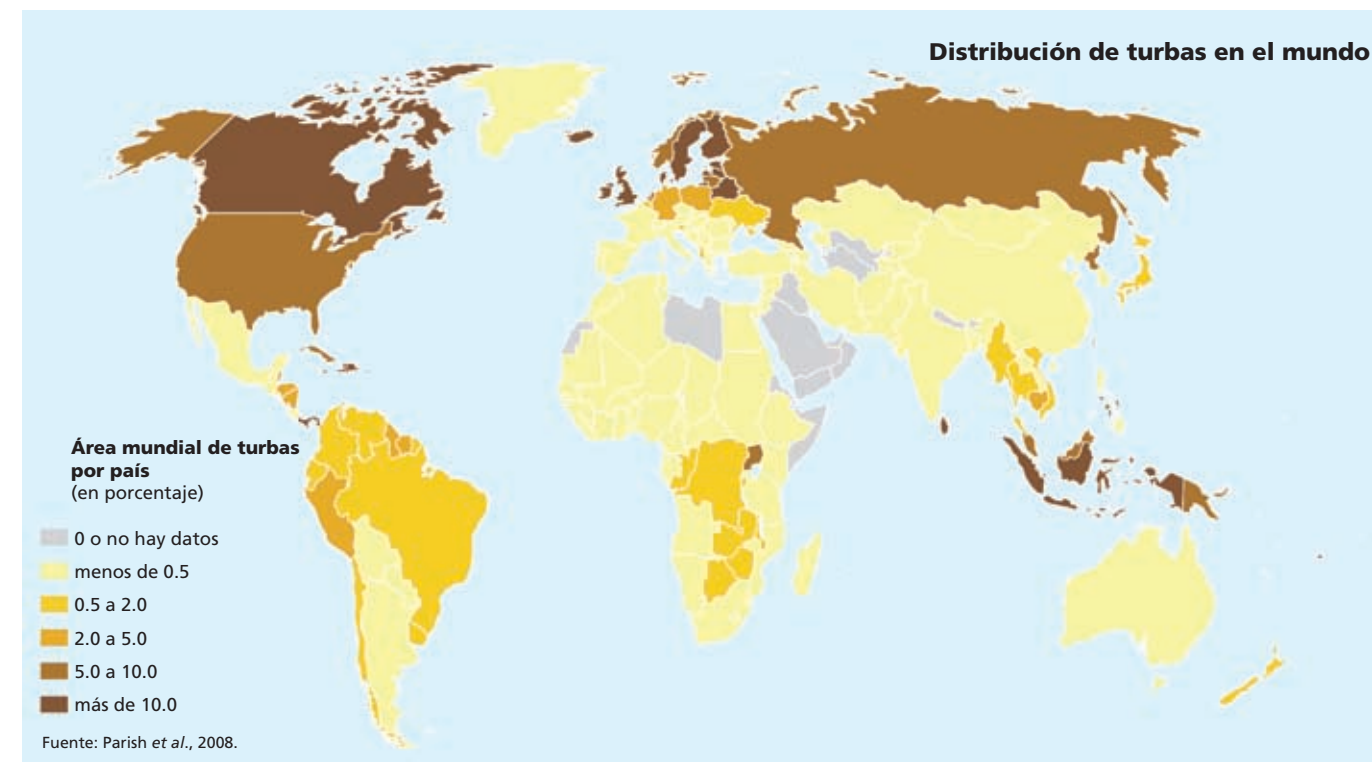 Distribución de turbas en el mundo
Área mundial de turbas
por país
(en porcentaje)
0 o no hay datos
menos de 0.5
0.5 a 2.0
2.0 a 5.0
5.0 a 10.0
más de 10.0
Fuente: Parish et al., 2008.